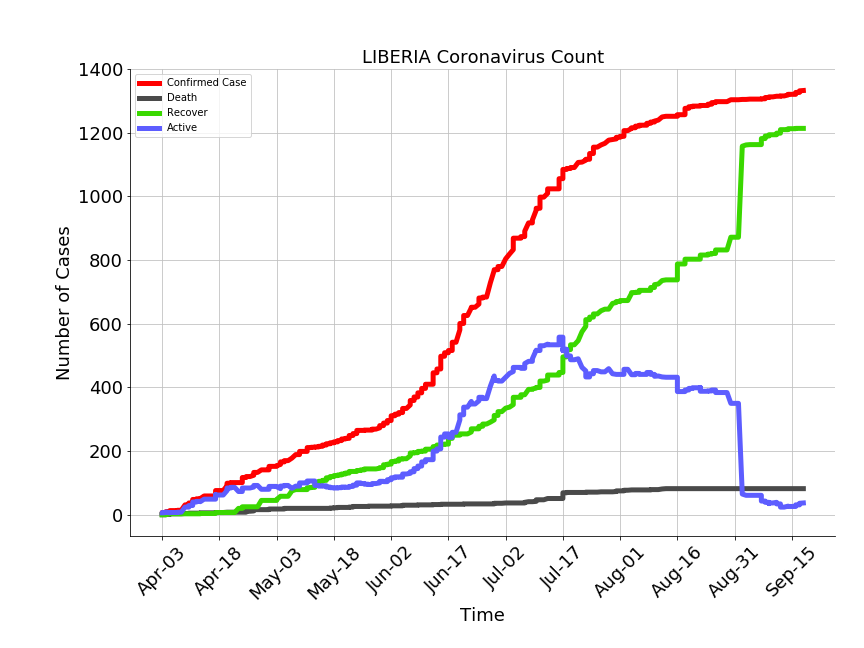 LIBERIA Coronavirus Count
Confirmed Case
Death
Recover
Active
1400
1200
1000
800
600
400
200
0
Number of Cases
Apr-03
Apr-18
May-03
May-18
Jun-02
Jun-17
Jul-02
Jul-17
Aug-01
Aug-16
Aug-31
Sep-15
Time